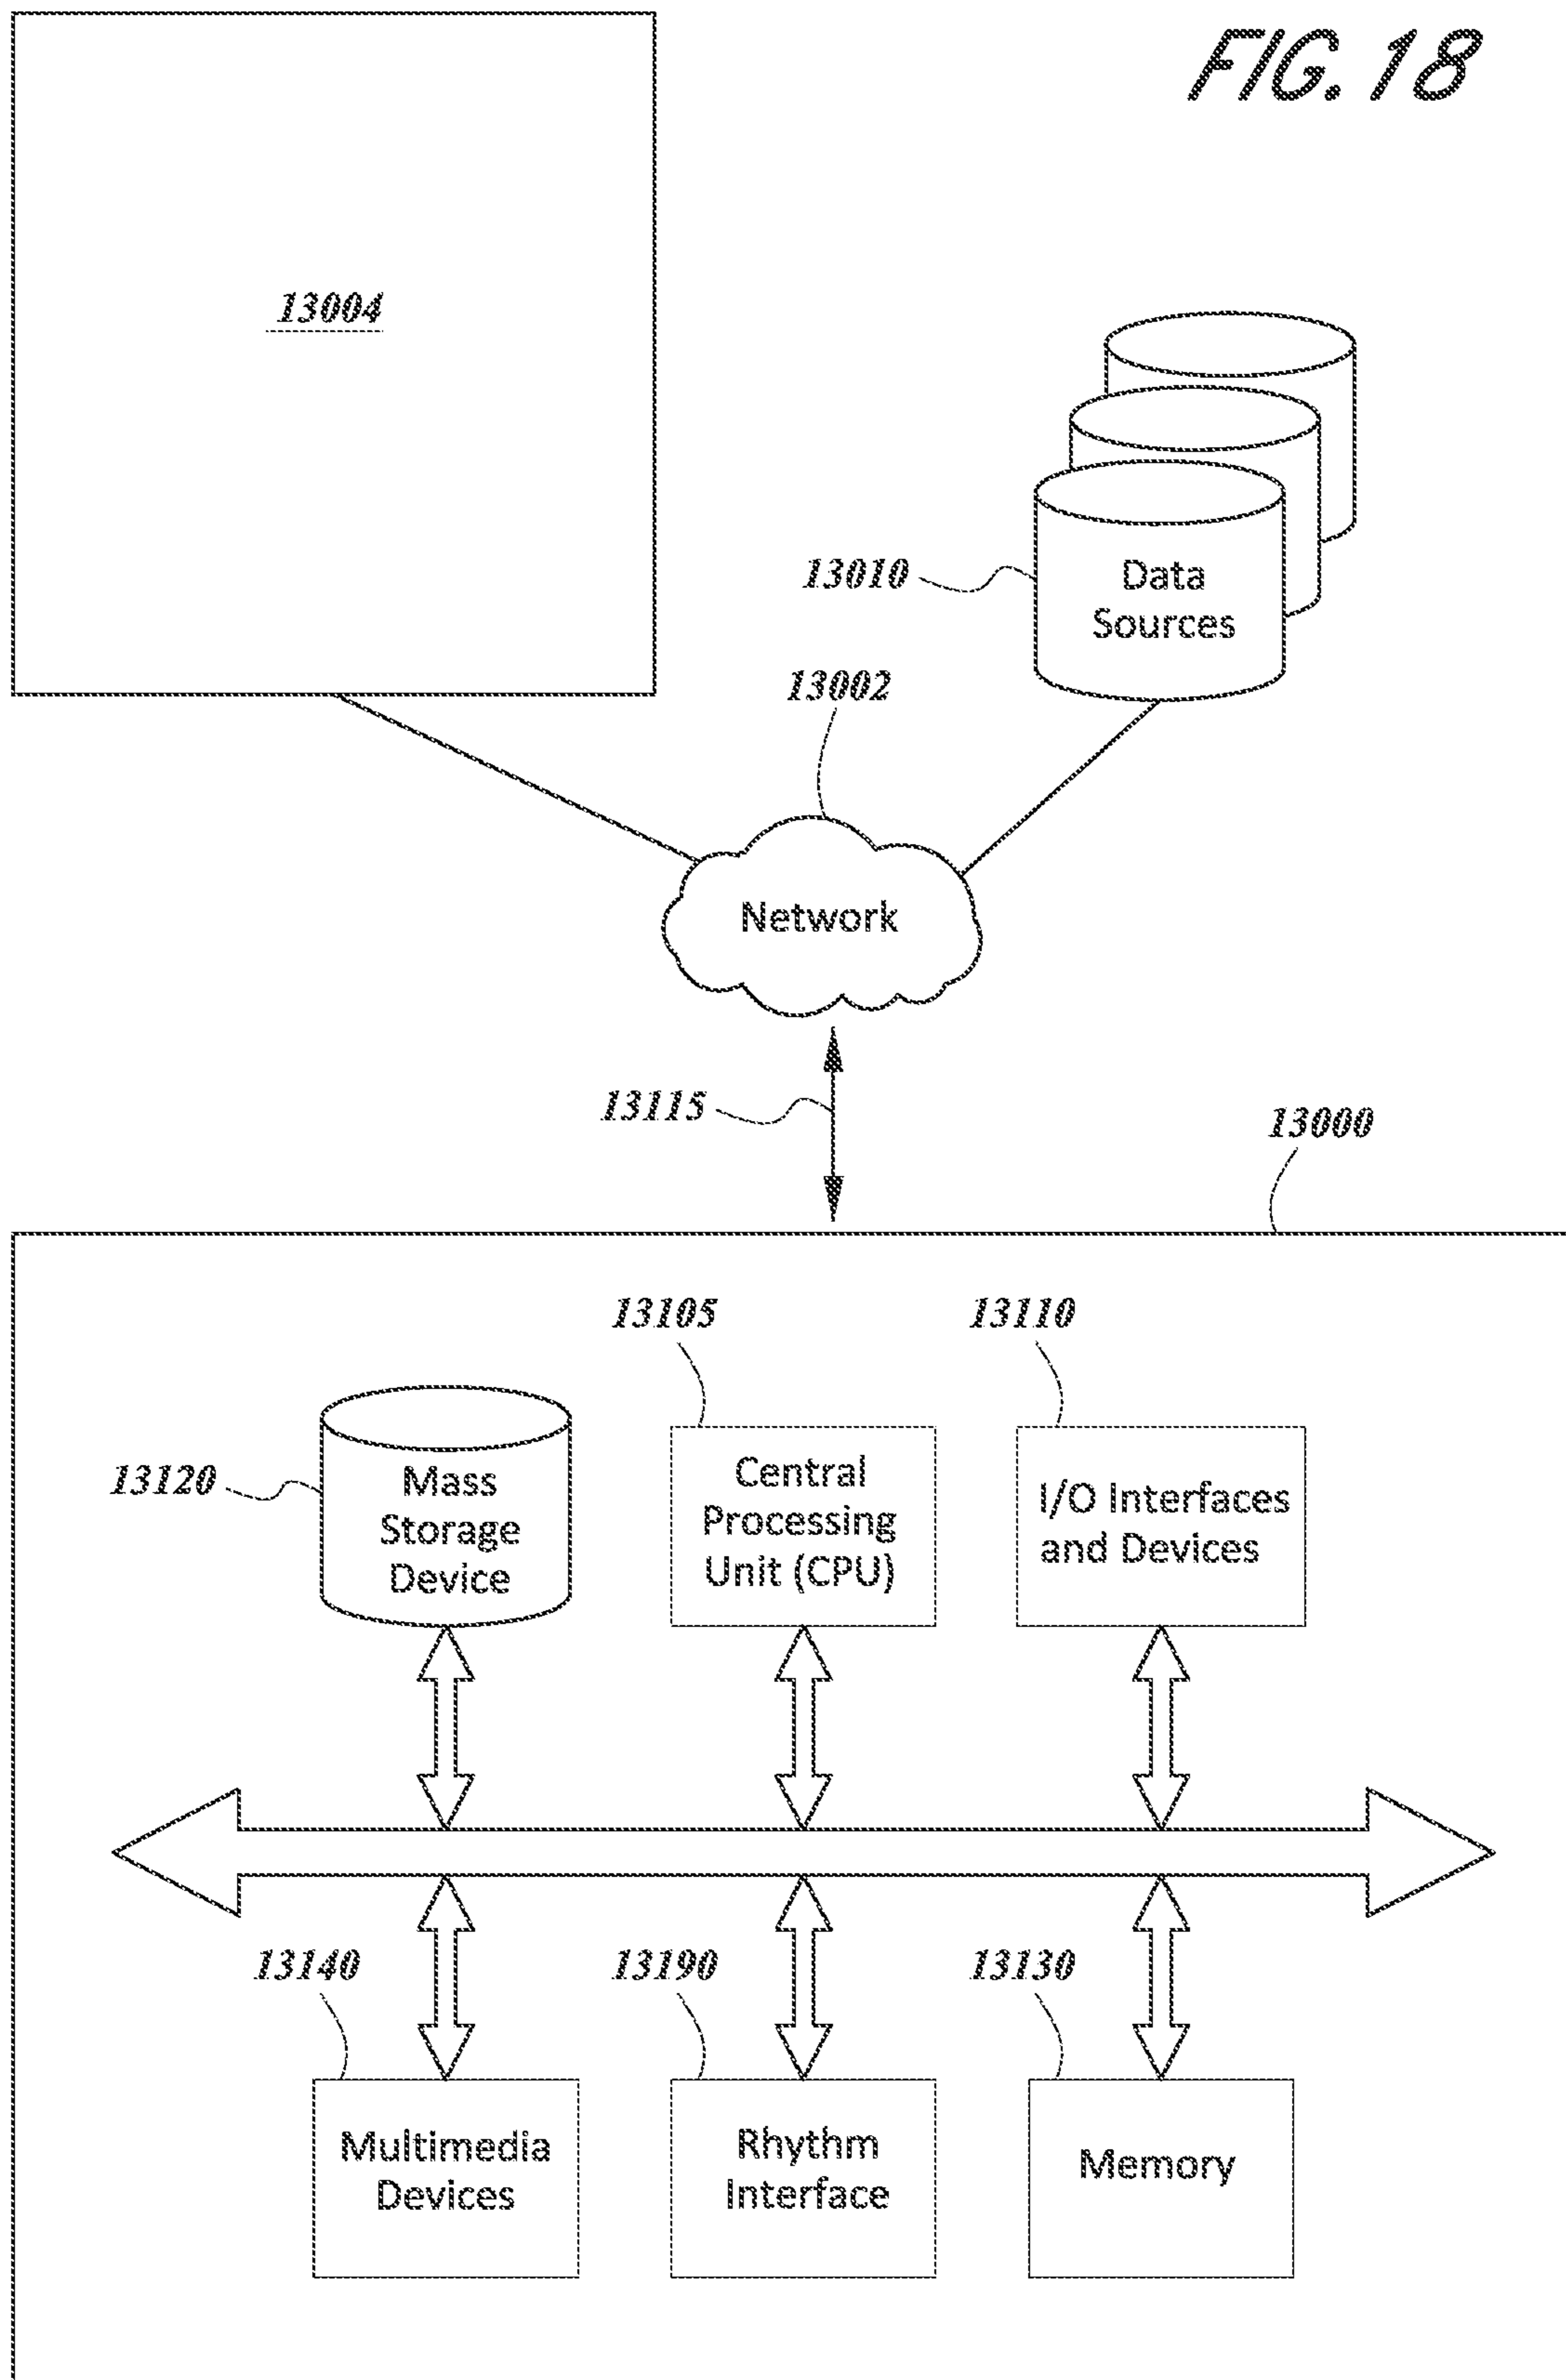 FIG. 18
13004
13010
Data
Sources
13002
Network
13115
13000
13105
13110
13120
Mass
Storage
Device
Central
Processing
Unit (CPU)
I/O Interfaces
and Devices
13140
13190
13130
Multimedia
Devices
Rhythm
Interface
Memory